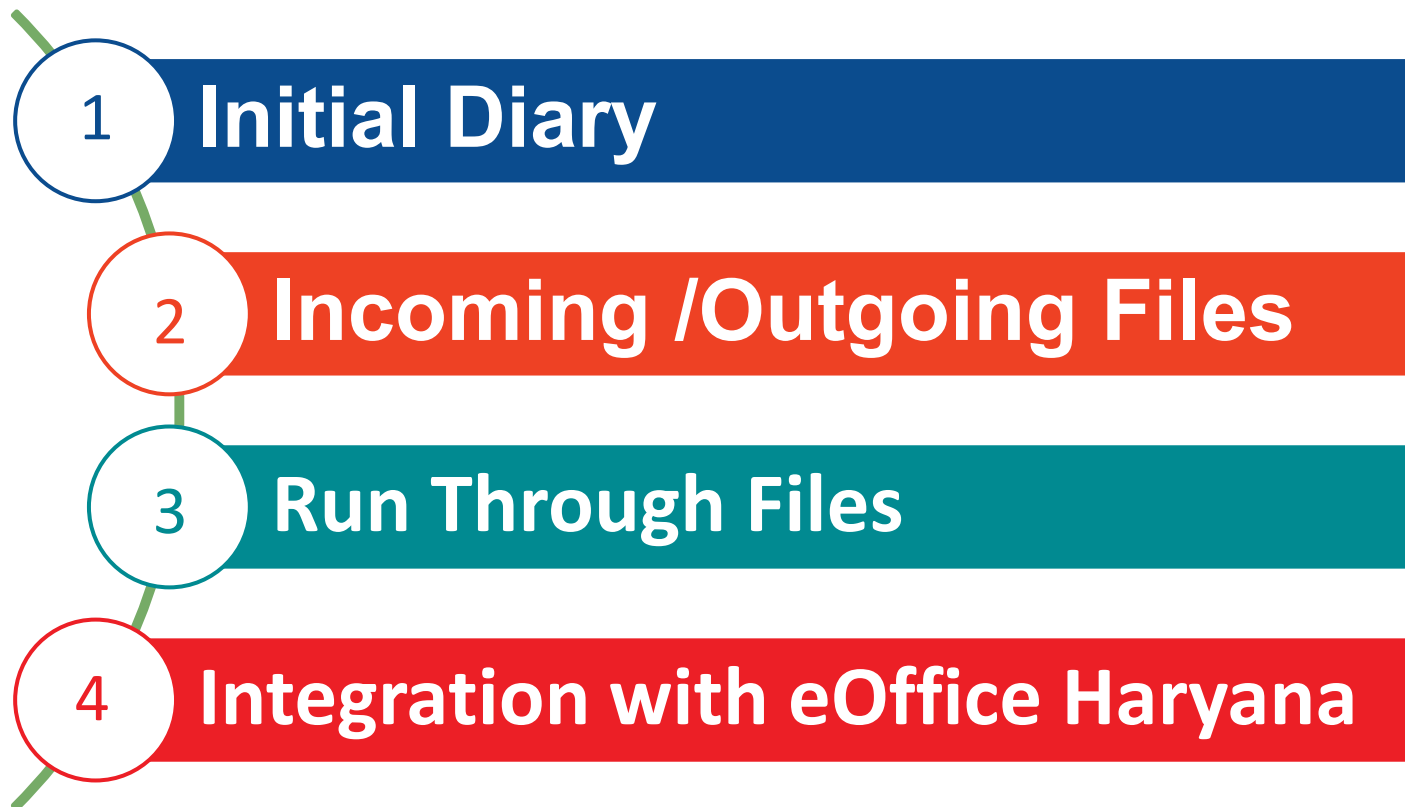 1
Initial Diary
2
Incoming /Outgoing Files
3
Run Through Files
4
Integration with eOffice Haryana